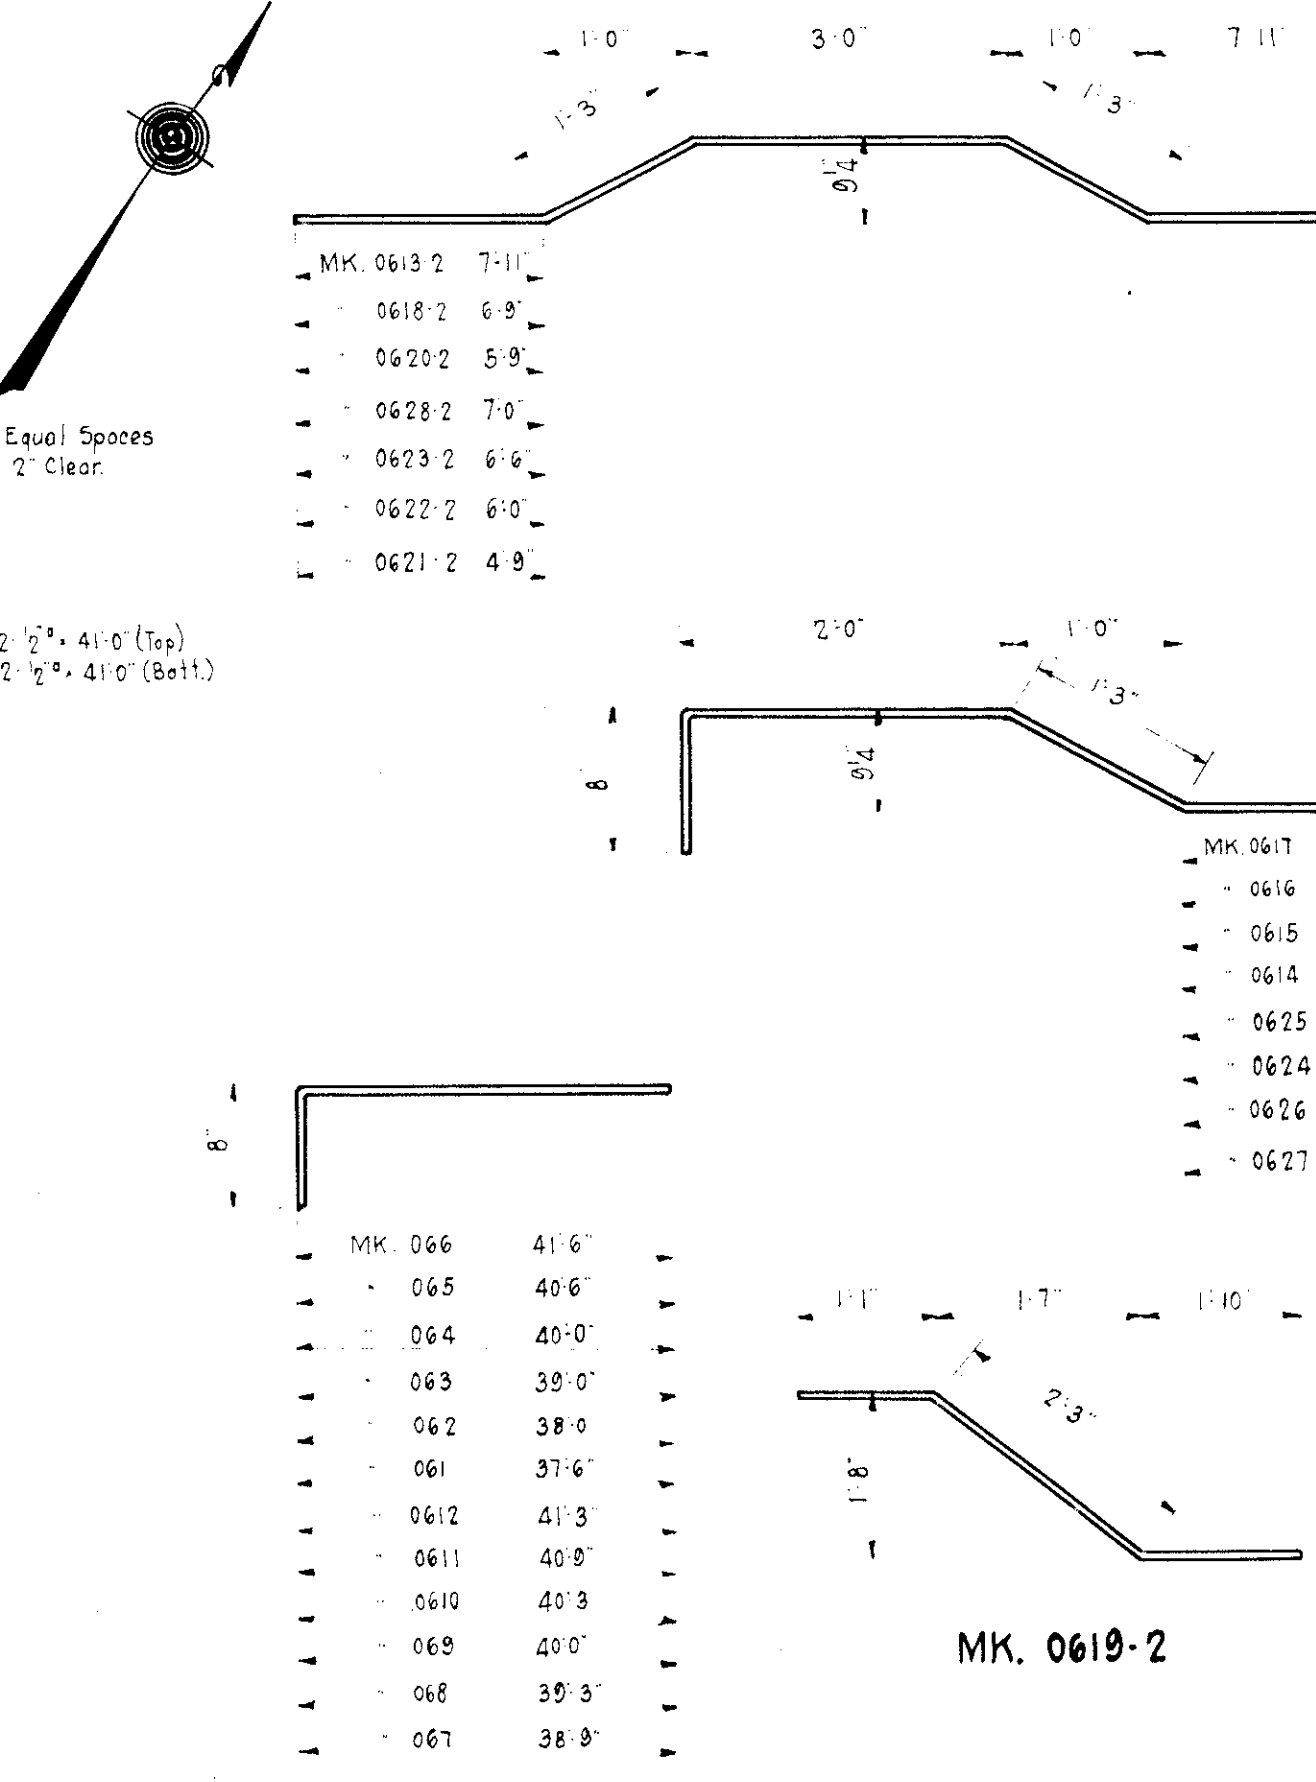 1'-0" 3'-0" 1'-0 7'-11"
1'-3" 1'-3"
9¼"
MK. 0613-2 7'-11"
" 0618-2 6'-9"
" 0620-2 5'-9"
" 0628-2 7'-0"
" 0623-2 6'-6"
" 0622-2 6'-0"
" 0621-2 4'-9"
Equal Spaces
2" Clear.
2-½"⌀ × 41'-0" (Top)
2-½"⌀ × 41'-0" (Bott.)
2'-0" 1'-0"
1'-3"
8"
9¼"
MK. 0617
" 0616
" 0615
" 0614
" 0625
" 0624
" 0626
" 0627
8"
MK. 066 41'-6"
" 065 40'-6"
" 064 40'-0"
" 063 39'-0"
" 062 38'-0
" 061 37'-6"
" 0612 41'-3"
" 0611 40'-9"
" 0610 40'-3
" 069 40'-0"
" 068 39'-3"
" 067 38'-9"
1'-1" 1'-7" 1'-10"
2'-3"
1'-8"
MK. 0619-2